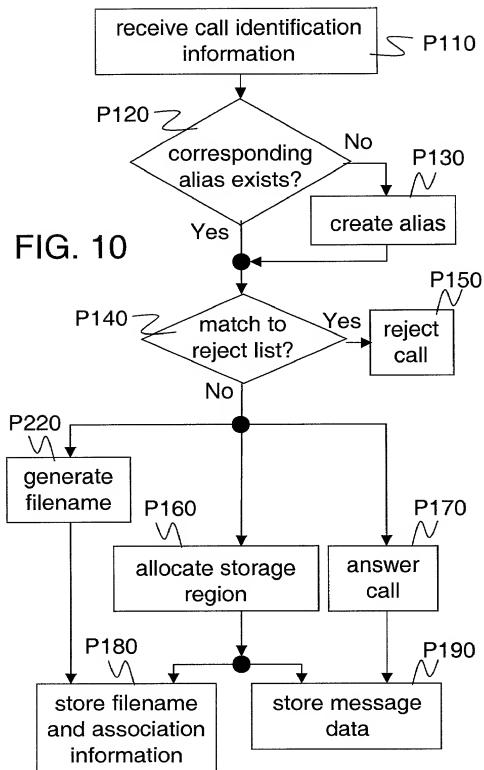 receive call identification
information
P110
P120
corresponding
alias exists?
No
P130
create alias
Yes
FIG. 10
P140
match to
reject list?
Yes
P150
reject
call
No
P220
generate
filename
P160
allocate storage
region
P170
answer
call
P180
store filename
and association
information
P190
store message
data